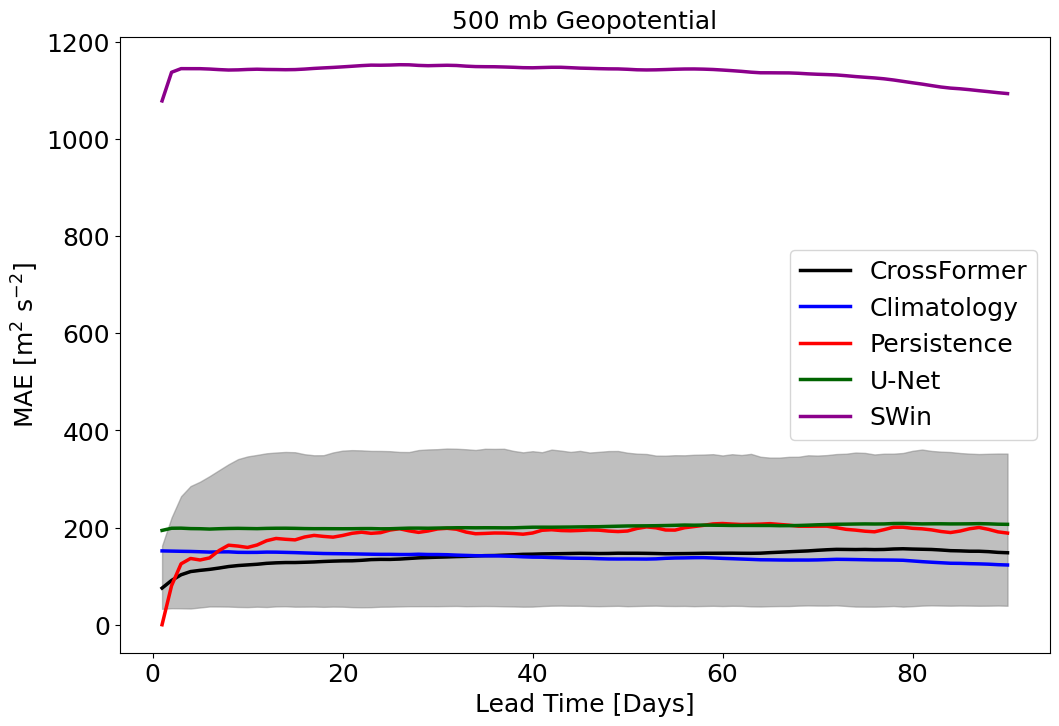 500 mb Geopotential
1200
1000
800
600
400
200
0
MAE [m² s⁻²]
CrossFormer
Climatology
Persistence
U-Net
SWin
0 20 40 60 80
Lead Time [Days]